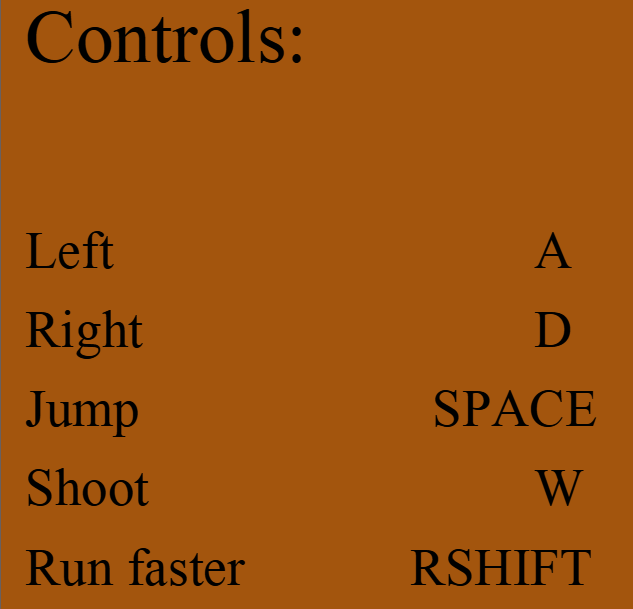 Controls:
Left A
Right D
Jump SPACE
Shoot W
Run faster RSHIFT